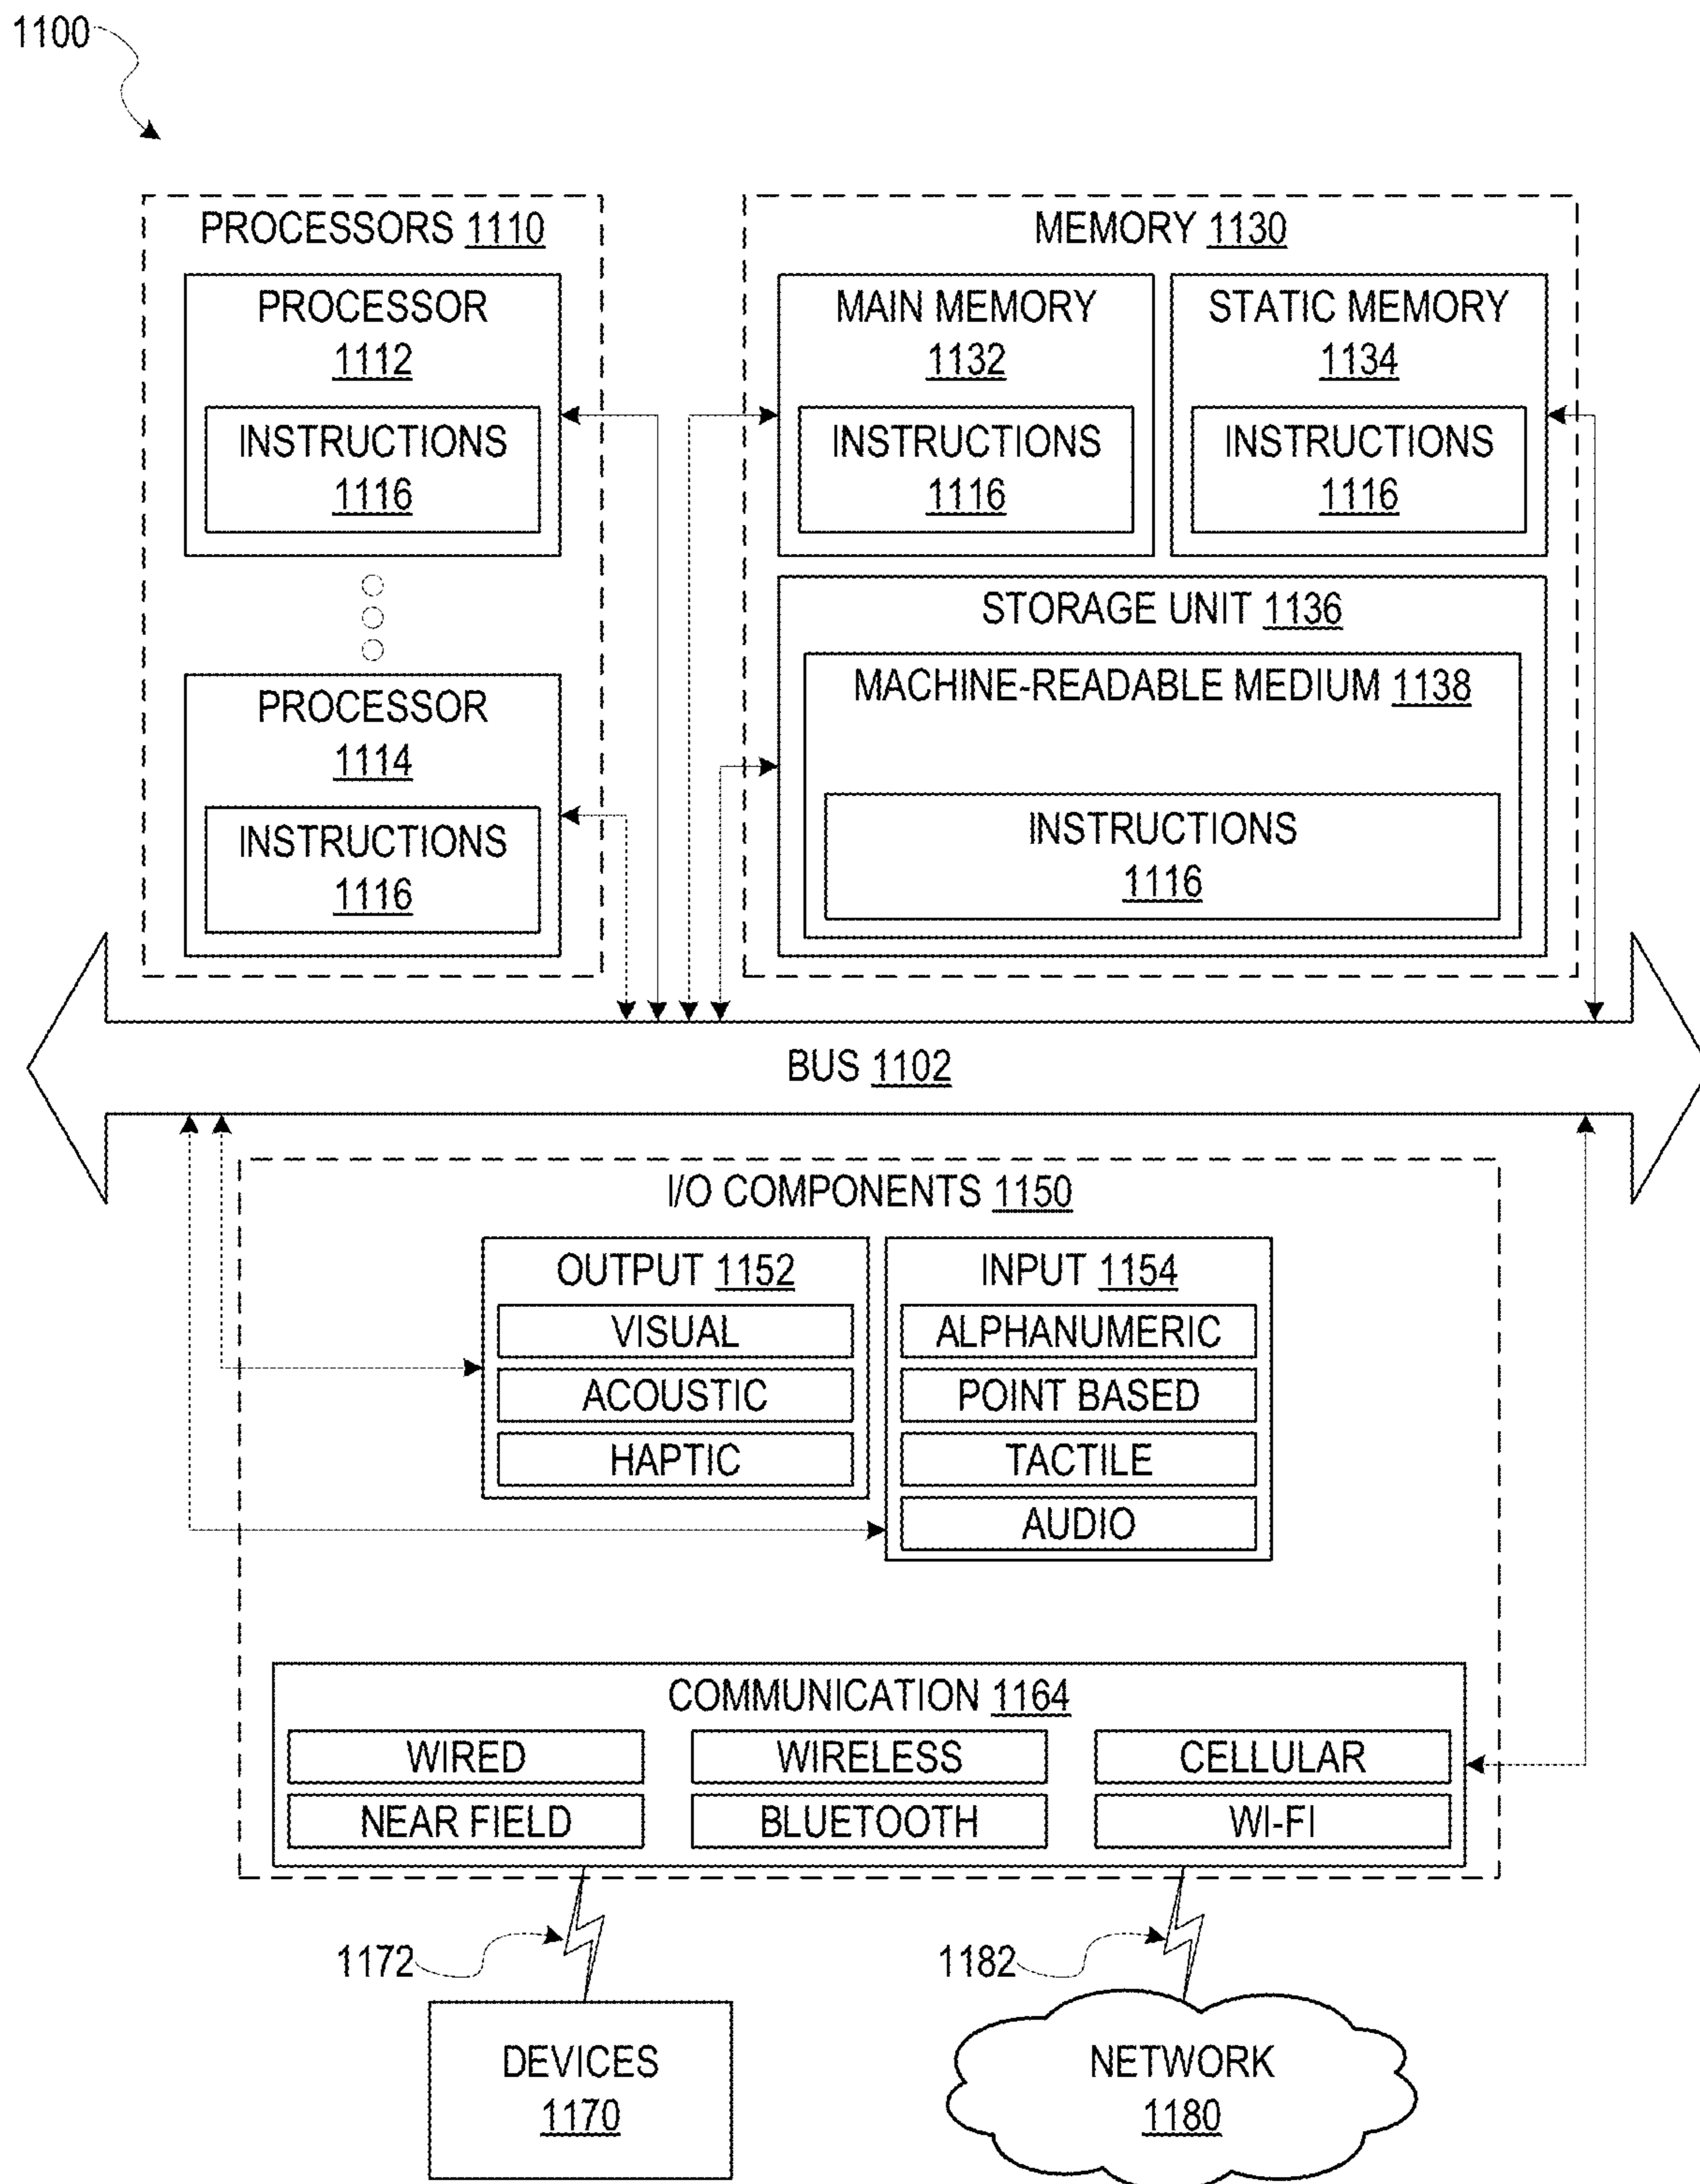 1100
PROCESSORS 1110
PROCESSOR
1112
INSTRUCTIONS
1116
PROCESSOR
1114
INSTRUCTIONS
1116
MEMORY 1130
MAIN MEMORY
1132
INSTRUCTIONS
1116
STATIC MEMORY
1134
INSTRUCTIONS
1116
STORAGE UNIT 1136
MACHINE-READABLE MEDIUM 1138
INSTRUCTIONS
1116
BUS 1102
I/O COMPONENTS 1150
OUTPUT 1152
VISUAL
ACOUSTIC
HAPTIC
INPUT 1154
ALPHANUMERIC
POINT BASED
TACTILE
AUDIO
COMMUNICATION 1164
WIRED
WIRELESS
CELLULAR
NEAR FIELD
BLUETOOTH
WI-FI
1172
1182
DEVICES
1170
NETWORK
1180